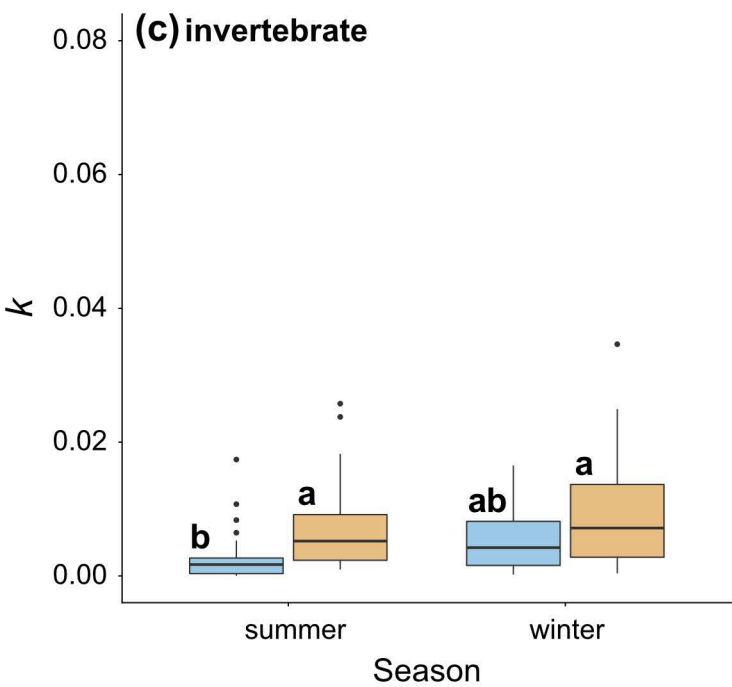 (c) invertebrate
0.08
0.06
0.04
0.02
0.00
k
b
a
ab
a
summer
winter
Season